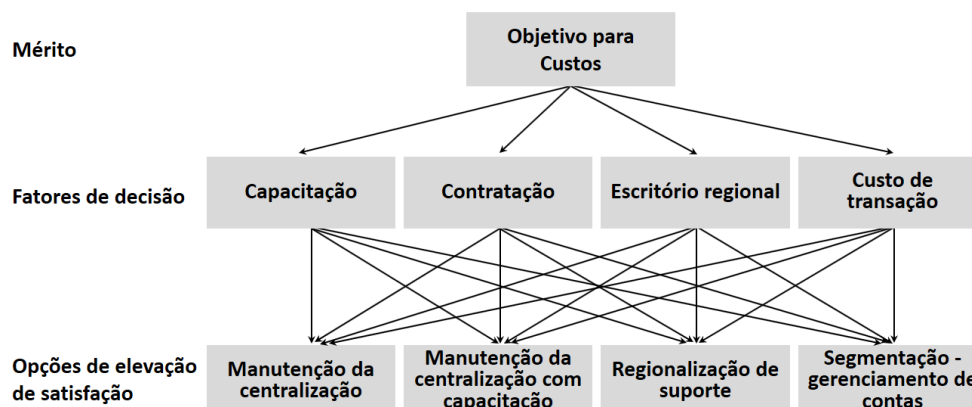 Mérito
Objetivo para
Custos
Fatores de decisão
Capacitação
Contratação
Escritório regional
Custo de
transação
Opções de elevação
de satisfação
Manutenção da
centralização
Manutenção da
centralização com
capacitação
Regionalização de
suporte
Segmentação -
gerenciamento de
contas